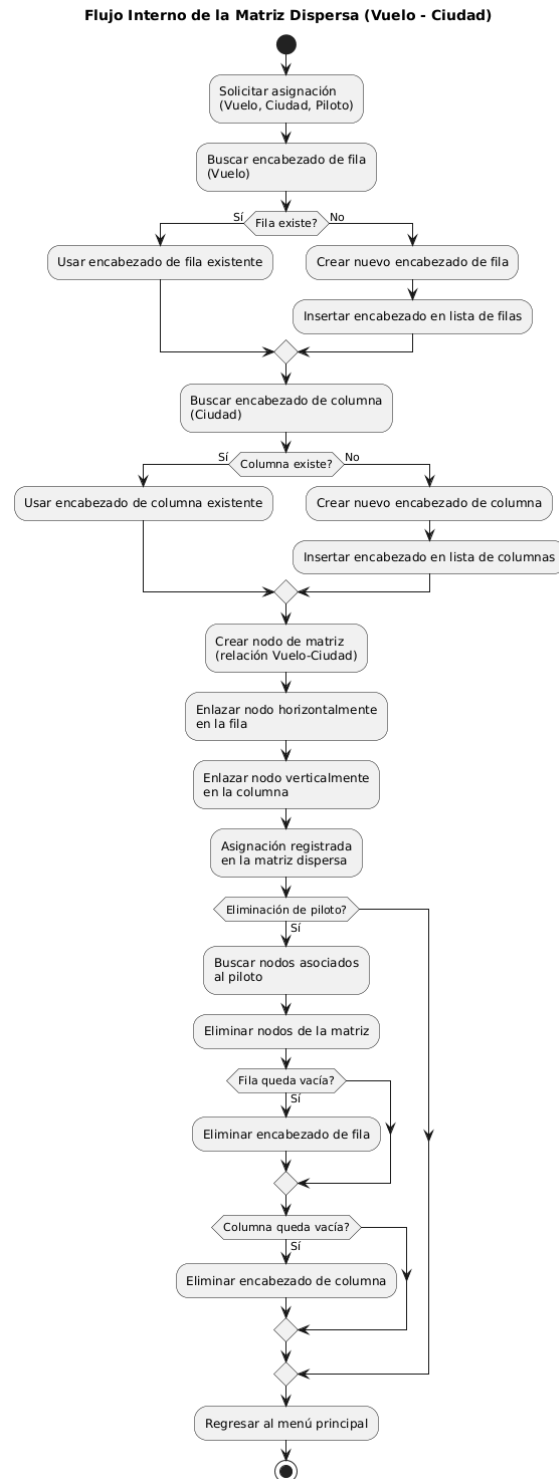 Flujo Interno de la Matriz Dispersa (Vuelo - Ciudad)
Solicitar asignación
(Vuelo, Ciudad, Piloto)
Buscar encabezado de fila
(Vuelo)
Sí
Fila existe?
No
Usar encabezado de fila existente
Crear nuevo encabezado de fila
Insertar encabezado en lista de filas
Buscar encabezado de columna
(Ciudad)
Sí
Columna existe?
No
Usar encabezado de columna existente
Crear nuevo encabezado de columna
Insertar encabezado en lista de columnas
Crear nodo de matriz
(relación Vuelo-Ciudad)
Enlazar nodo horizontalmente
en la fila
Enlazar nodo verticalmente
en la columna
Asignación registrada
en la matriz dispersa
Eliminación de piloto?
Sí
Buscar nodos asociados
al piloto
Eliminar nodos de la matriz
Fila queda vacía?
Sí
Eliminar encabezado de fila
Columna queda vacía?
Sí
Eliminar encabezado de columna
Regresar al menú principal